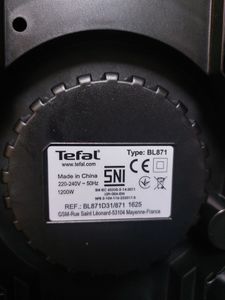 Tefal
www.tefal.com
Type: BL871
Made in China
220-240V ~ 50Hz
1200W
SNI
REF.: BL871D31/871 1625
GSM-Rue Saint Léonard-53104 Mayenne-France